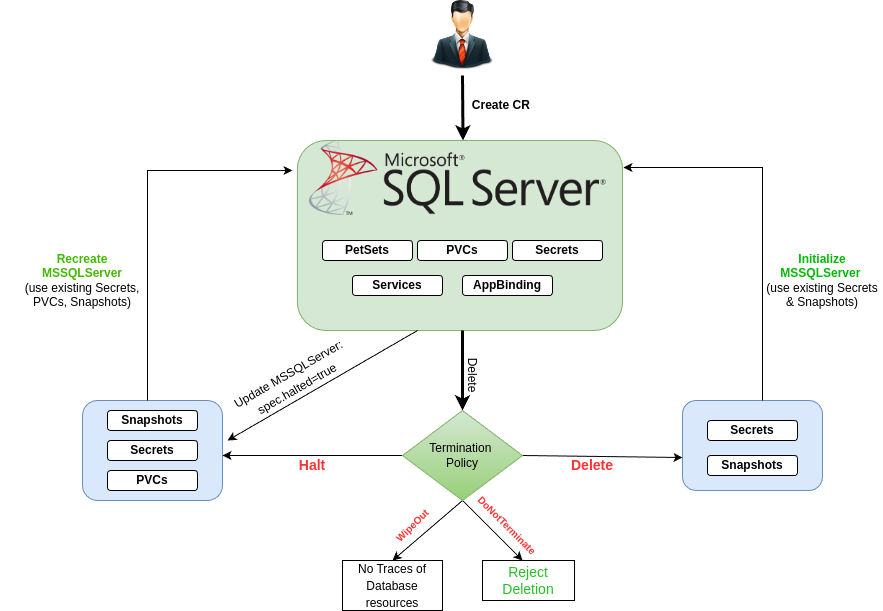 Create CR
Microsoft®
SQL Server®
TM
PetSets
PVCs
Secrets
Services
AppBinding
Recreate
MSSQLServer
(use existing Secrets,
PVCs, Snapshots)
Initialize
MSSQLServer
(use existing Secrets
& Snapshots)
Update MSSQLServer:
spec.halted=true
Delete
Snapshots
Secrets
PVCs
Termination
Policy
Halt
Delete
Secrets
Snapshots
WipeOut
DoNotTerminate
No Traces of
Database
resources
Reject
Deletion